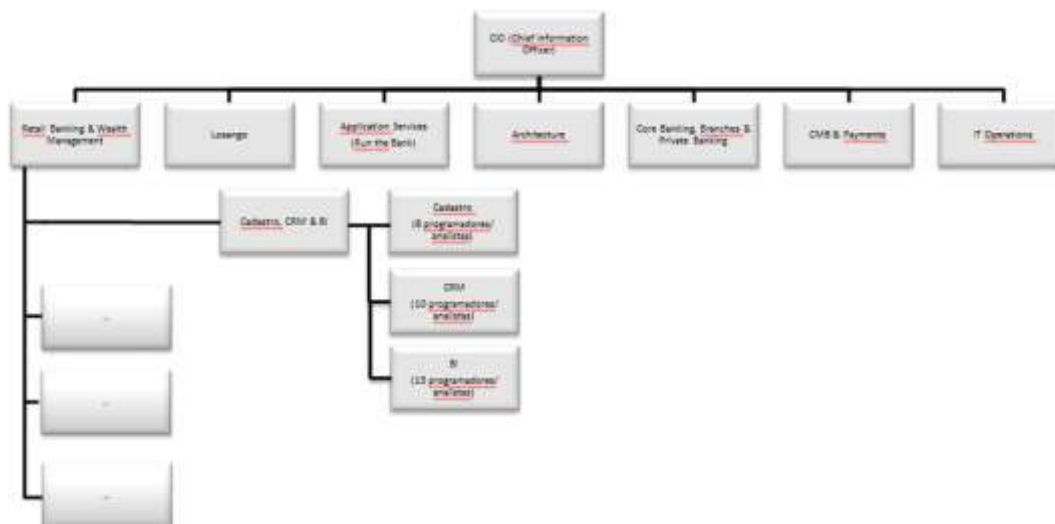 CIO (Chief Information
Officer)
Retail Banking & Wealth
Management
Losango
Application Services
(Run the Bank)
Architecture
Core Banking, Branches &
Private Banking
CMB & Payments
IT Operations
Cadastro, CRM & BI
Cadastro
(8 programadores/
analistas)
CRM
(10 programadores/
analistas)
BI
(15 programadores/
analistas)
...
...
...